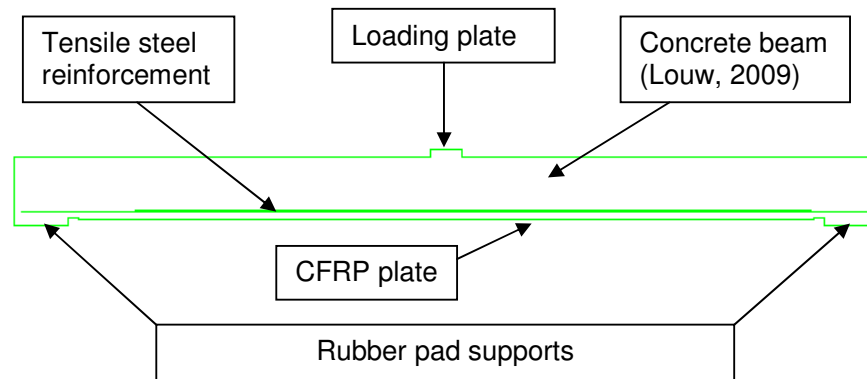 Tensile steel
reinforcement
Loading plate
Concrete beam
(Louw, 2009)
CFRP plate
Rubber pad supports